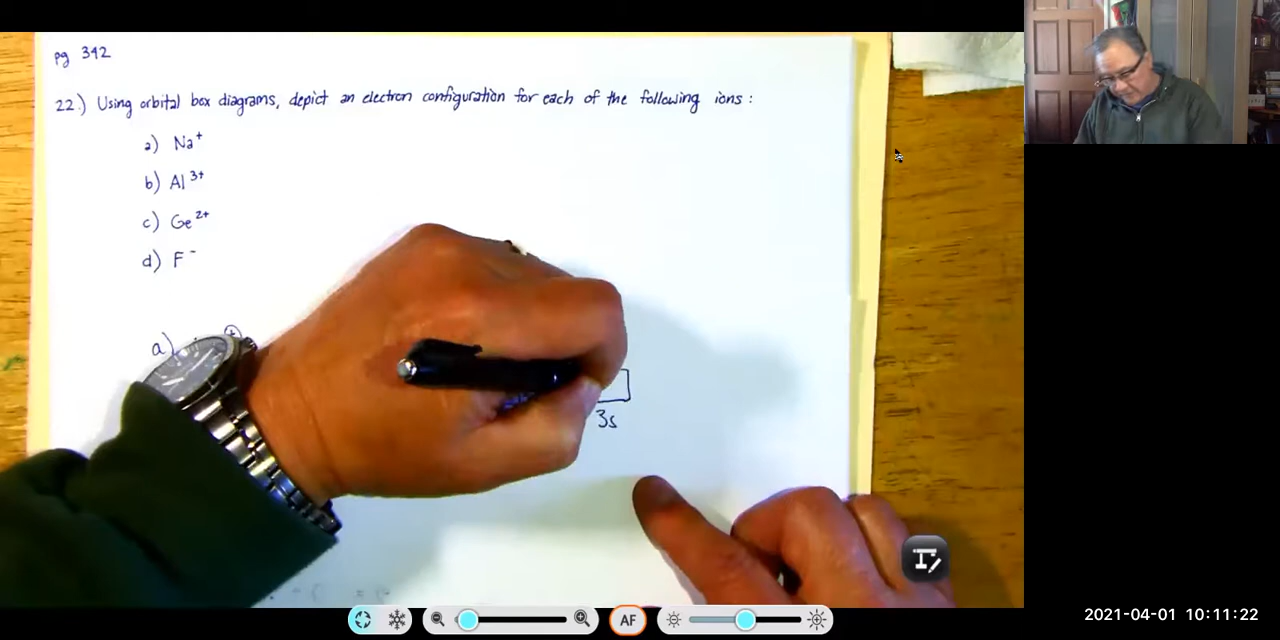 pg 342
22.) Using orbital box diagrams, depict an electron configuration for each of the following ions :
a) Na⁺
b) Al³⁺
c) Ge²⁺
d) F⁻
a)
3s
AF
2021-04-01 10:11:22